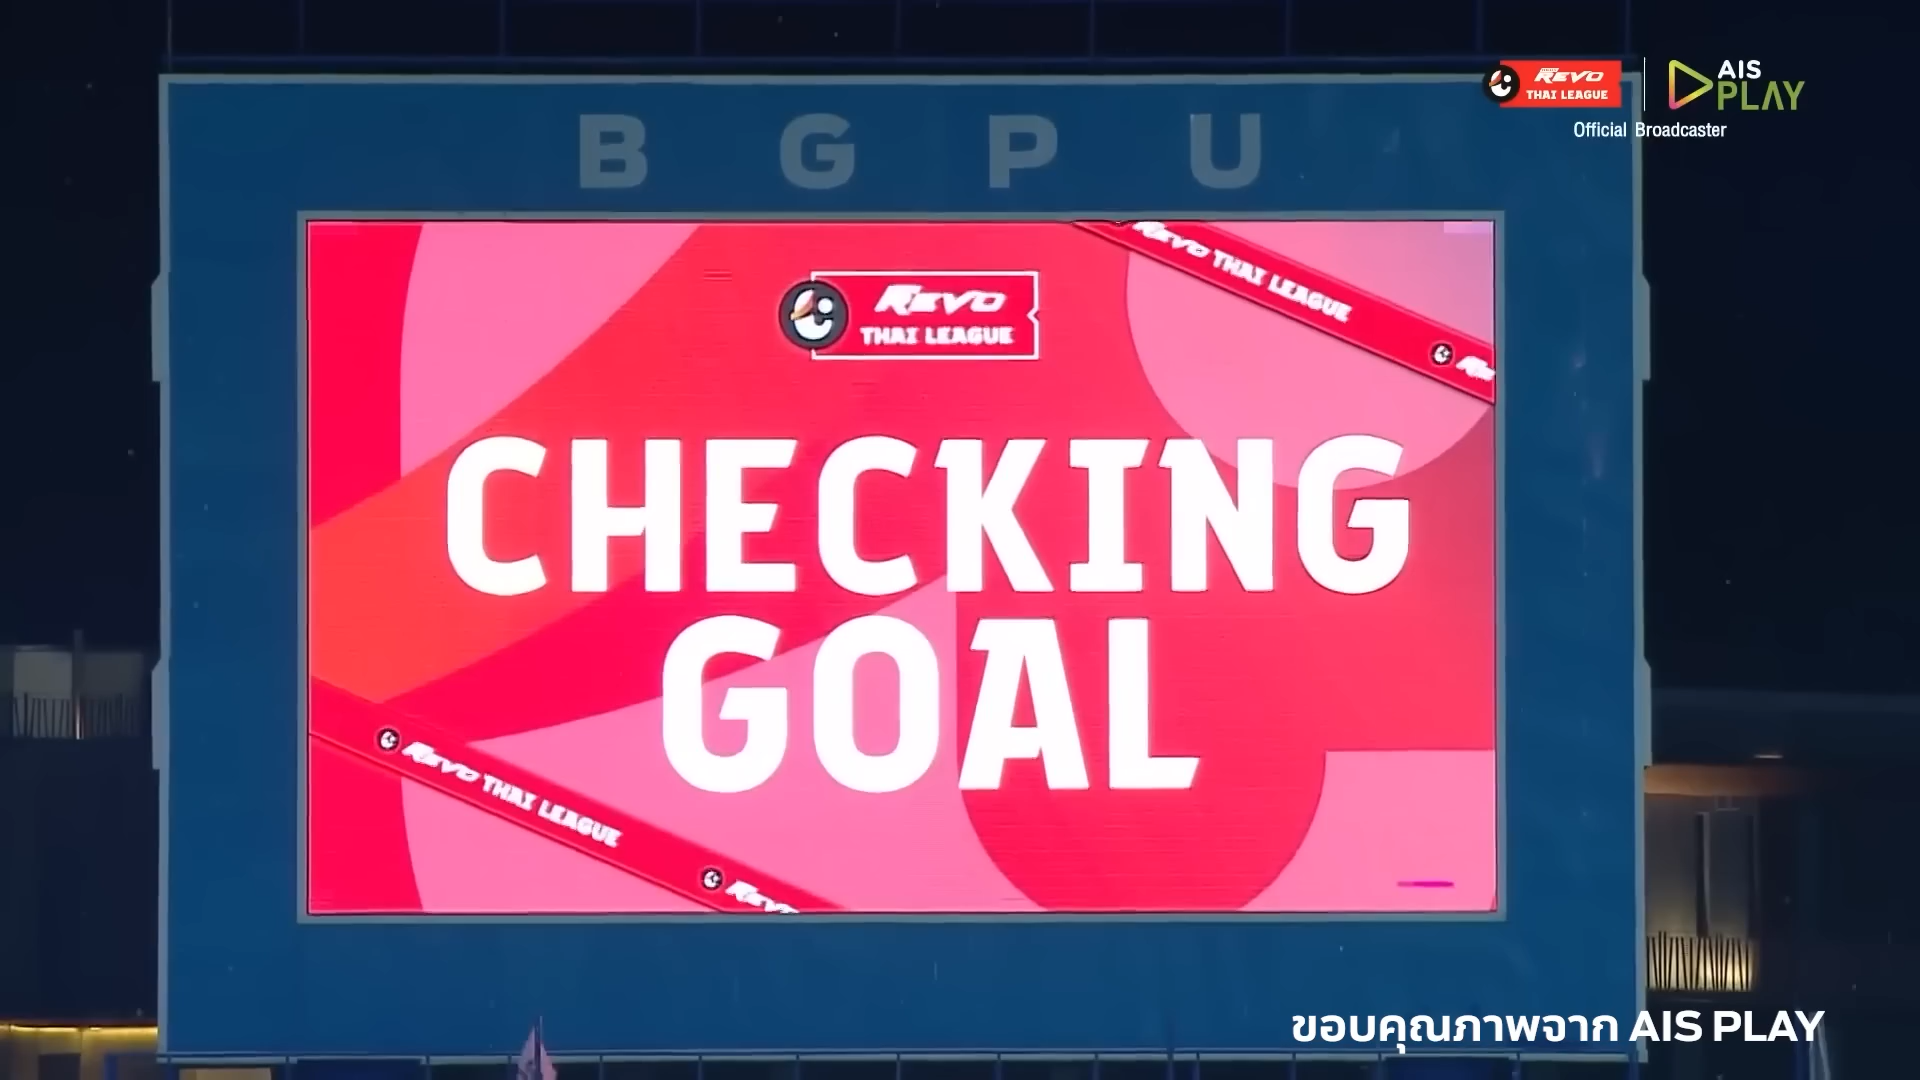 REVO
THAI LEAGUE
AIS
PLAY
Official Broadcaster
B G P U
REVO THAI LEAGUE
REVO
THAI LEAGUE
CHECKING
GOAL
REVO THAI LEAGUE
REVO
ขอบคุณภาพจาก AIS PLAY